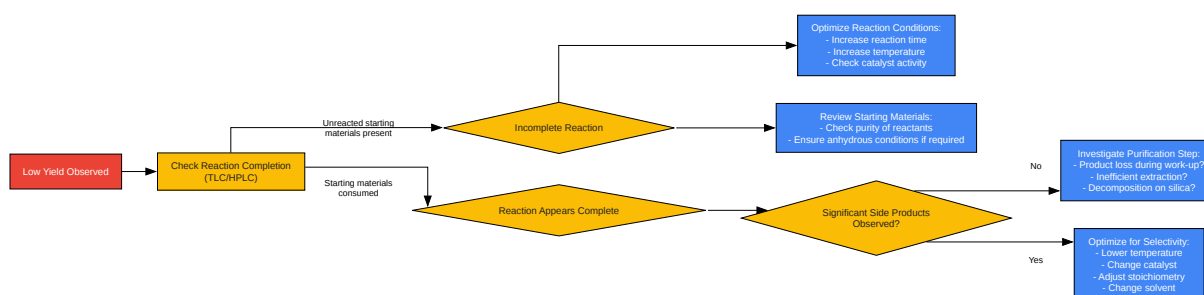 Optimize Reaction Conditions:
- Increase reaction time
- Increase temperature
- Check catalyst activity
Unreacted starting
materials present
Incomplete Reaction
Review Starting Materials:
- Check purity of reactants
- Ensure anhydrous conditions if required
Low Yield Observed
Check Reaction Completion
(TLC/HPLC)
Starting materials
consumed
Reaction Appears Complete
Significant Side Products
Observed?
No
Investigate Purification Step:
- Product loss during work-up?
- Inefficient extraction?
- Decomposition on silica?
Yes
Optimize for Selectivity:
- Lower temperature
- Change catalyst
- Adjust stoichiometry
- Change solvent